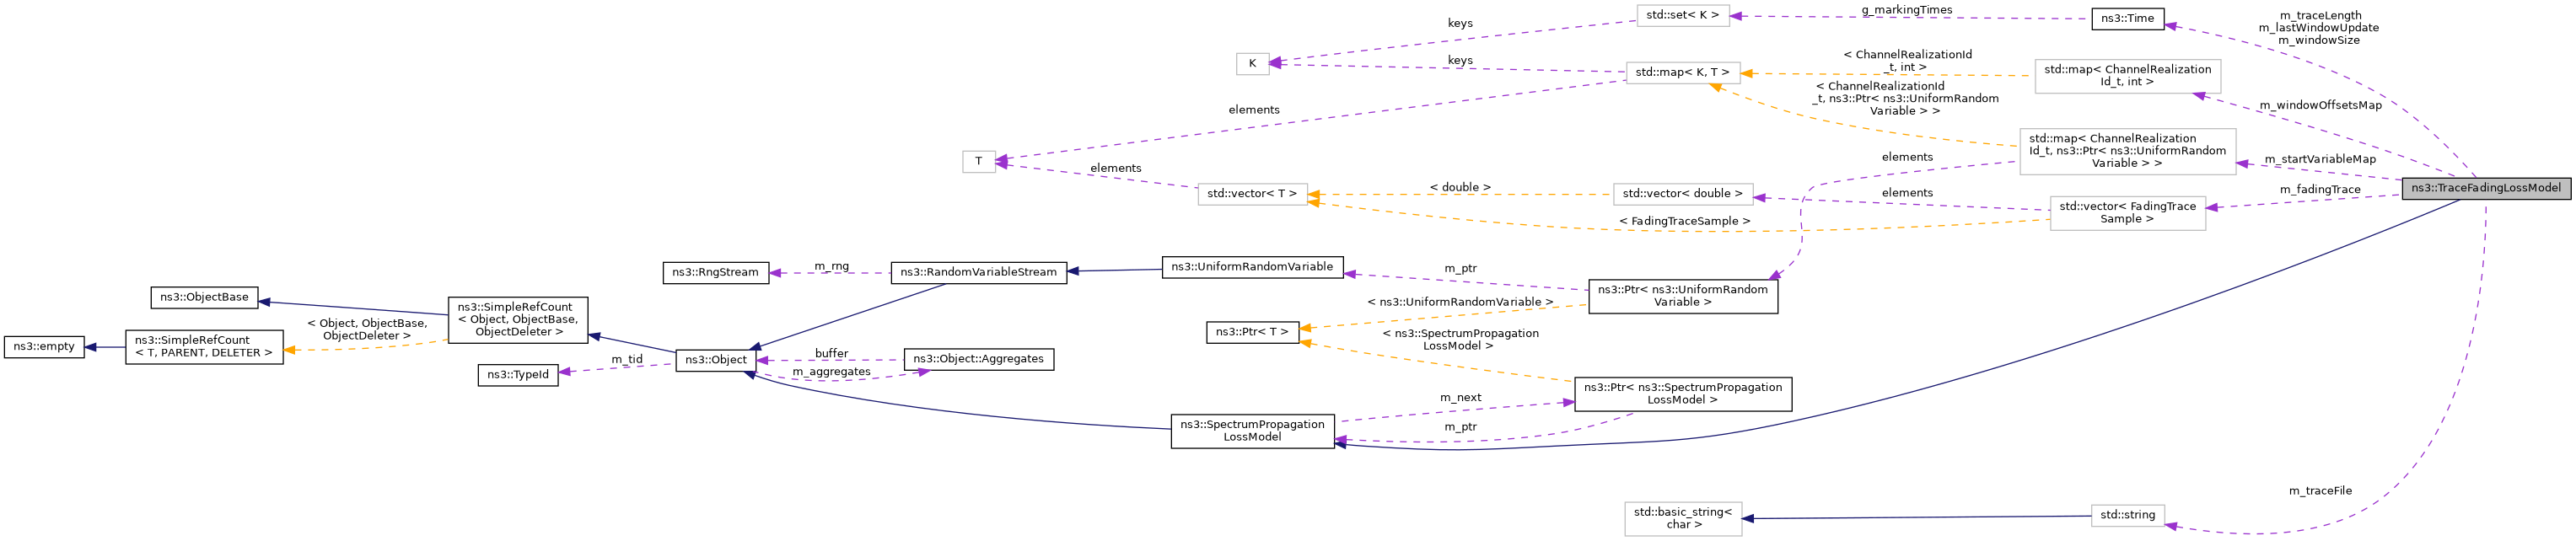 std::set< K >
g_markingTimes
ns3::Time
m_traceLength
m_lastWindowUpdate
m_windowSize
keys
K
keys
std::map< K, T >
< ChannelRealizationId
_t, int >
std::map< ChannelRealization
Id_t, int >
< ChannelRealizationId
_t, ns3::Ptr< ns3::UniformRandom
Variable > >
m_windowOffsetsMap
elements
T
elements
std::map< ChannelRealization
Id_t, ns3::Ptr< ns3::UniformRandom
Variable > >
elements
m_startVariableMap
ns3::TraceFadingLossModel
std::vector< T >
< double >
std::vector< double >
elements
m_fadingTrace
std::vector< FadingTrace
Sample >
< FadingTraceSample >
ns3::RngStream
m_rng
ns3::RandomVariableStream
ns3::UniformRandomVariable
m_ptr
ns3::Ptr< ns3::UniformRandom
Variable >
ns3::ObjectBase
ns3::SimpleRefCount
< Object, ObjectBase,
ObjectDeleter >
< ns3::UniformRandomVariable >
< Object, ObjectBase,
ObjectDeleter >
ns3::Ptr< T >
< ns3::SpectrumPropagation
LossModel >
ns3::empty
ns3::SimpleRefCount
< T, PARENT, DELETER >
m_tid
ns3::TypeId
ns3::Object
buffer
m_aggregates
ns3::Object::Aggregates
m_next
ns3::Ptr< ns3::SpectrumPropagation
LossModel >
m_ptr
ns3::SpectrumPropagation
LossModel
m_traceFile
std::basic_string<
char >
std::string